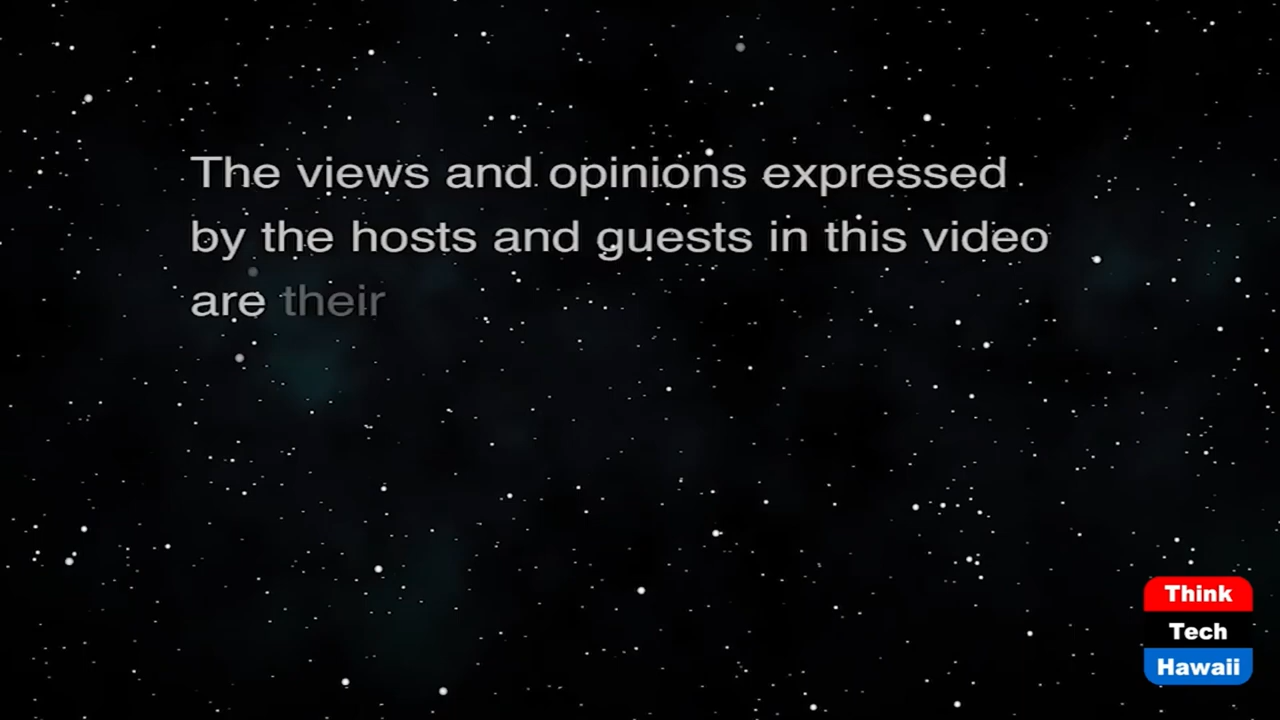 The views and opinions expressed
by the hosts and guests in this video
are their
Think
Tech
Hawaii